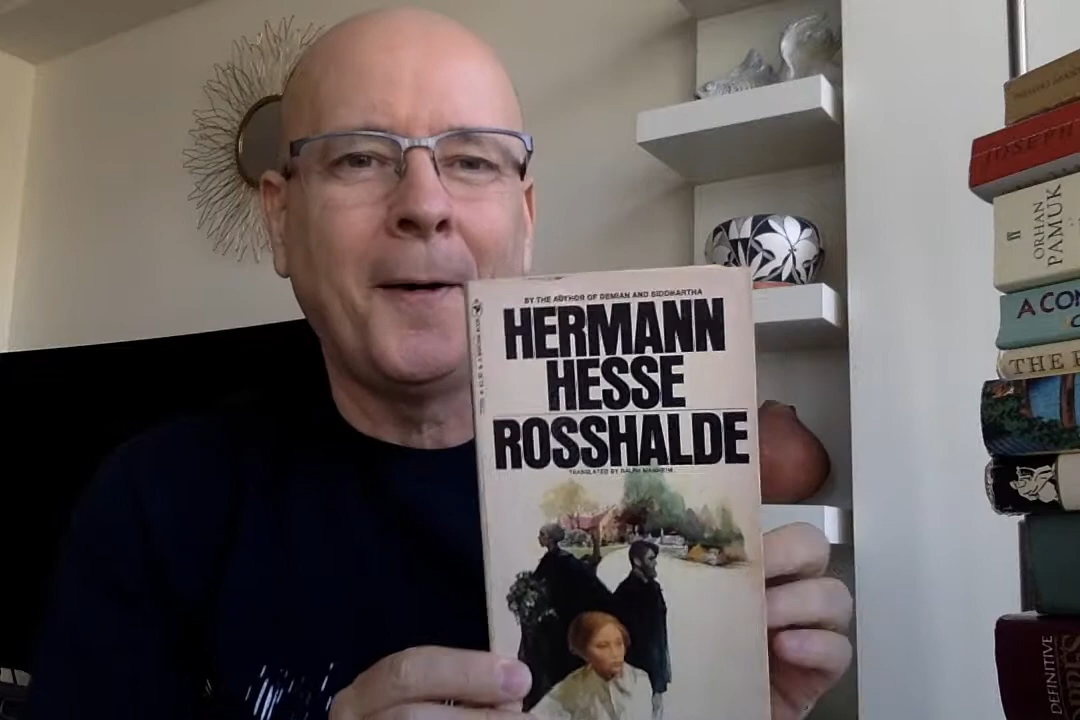 BY THE AUTHOR OF DEMIAN AND SIDDHARTHA
HERMANN
HESSE
ROSSHALDE
TRANSLATED BY RALPH MANHEIM
JOSEPH
ORHAN
PAMUK
A CON
THE
DEFINITIVE